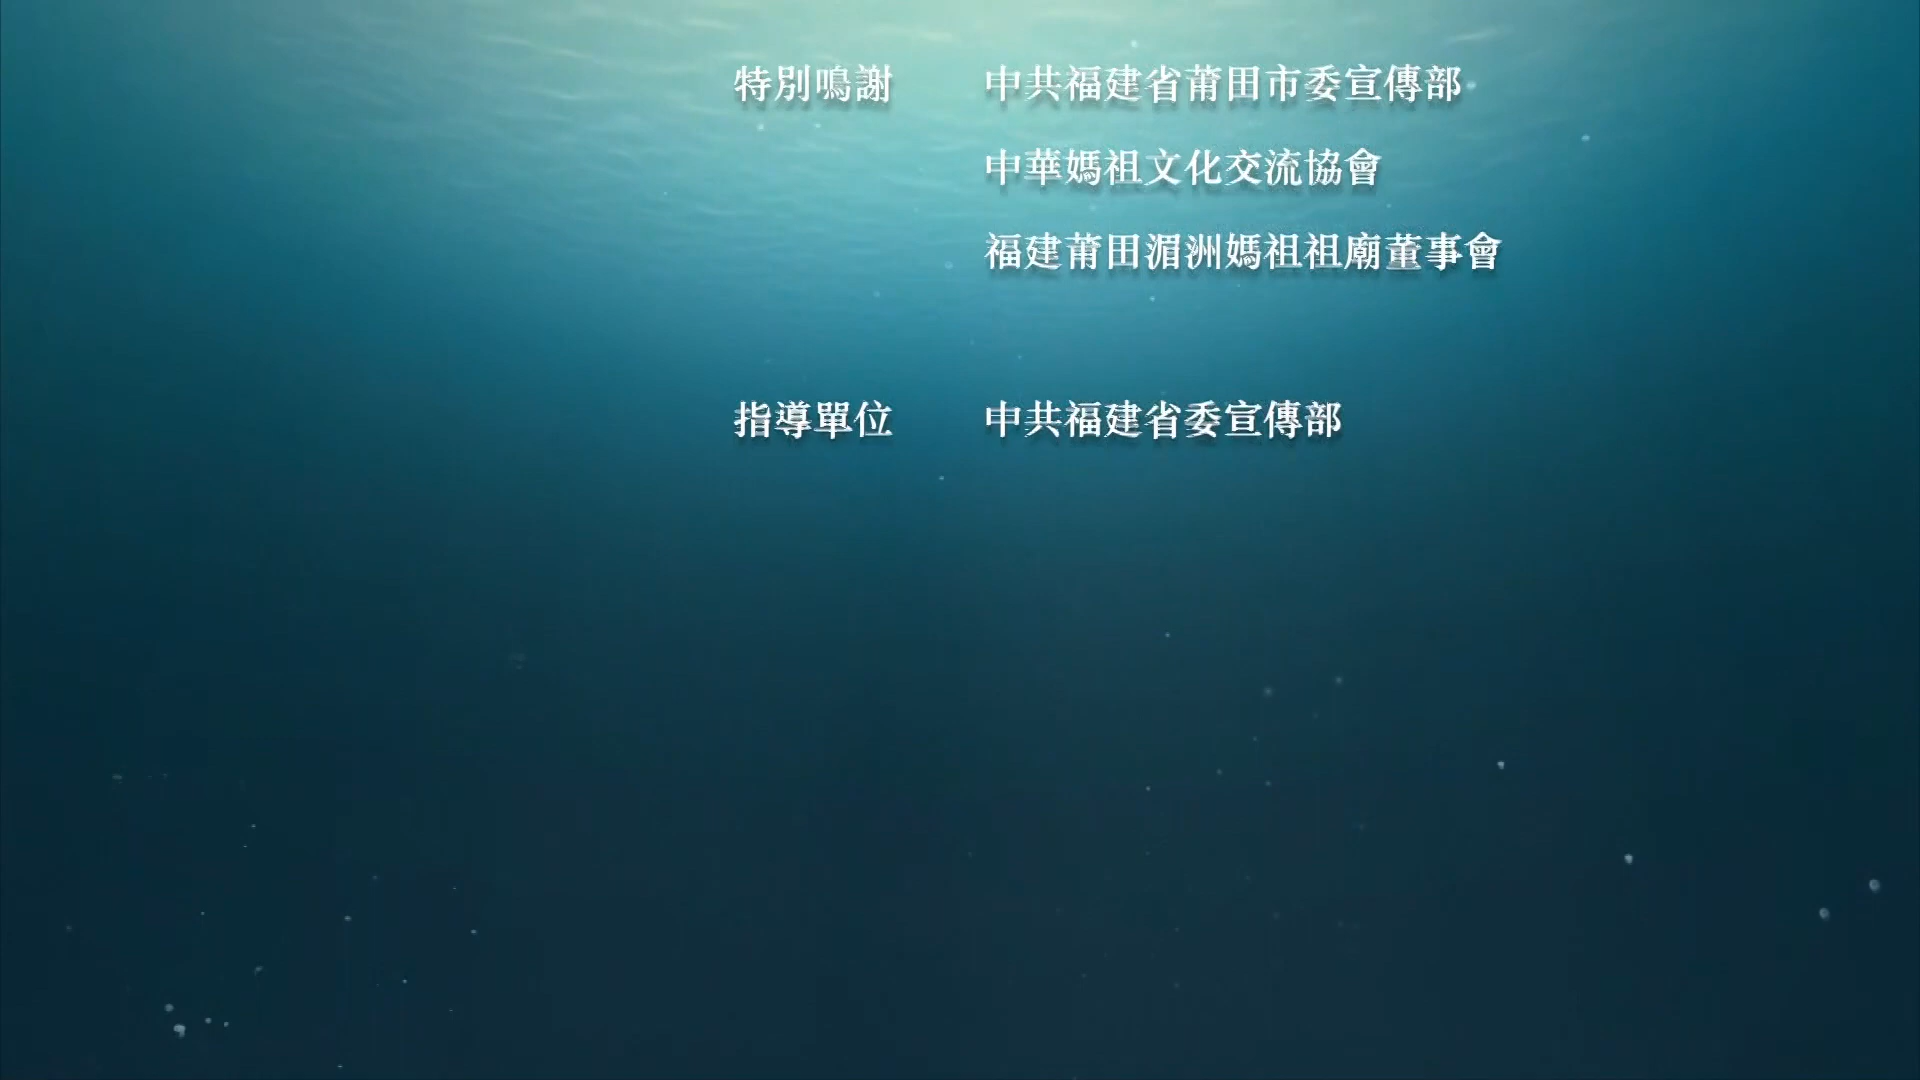 特別鳴謝 中共福建省莆田市委宣傳部
中華媽祖文化交流協會
福建莆田湄洲媽祖祖廟董事會
指導單位 中共福建省委宣傳部